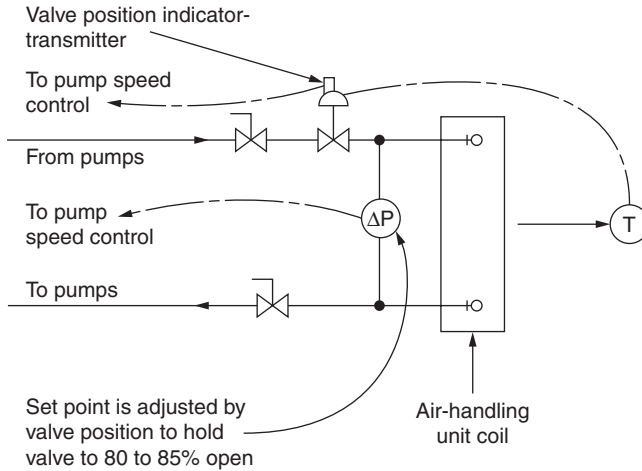 Valve position indicator-
transmitter
To pump speed
control
From pumps
To pump
speed control
ΔP
T
To pumps
Set point is adjusted by
valve position to hold
valve to 80 to 85% open
Air-handling
unit coil